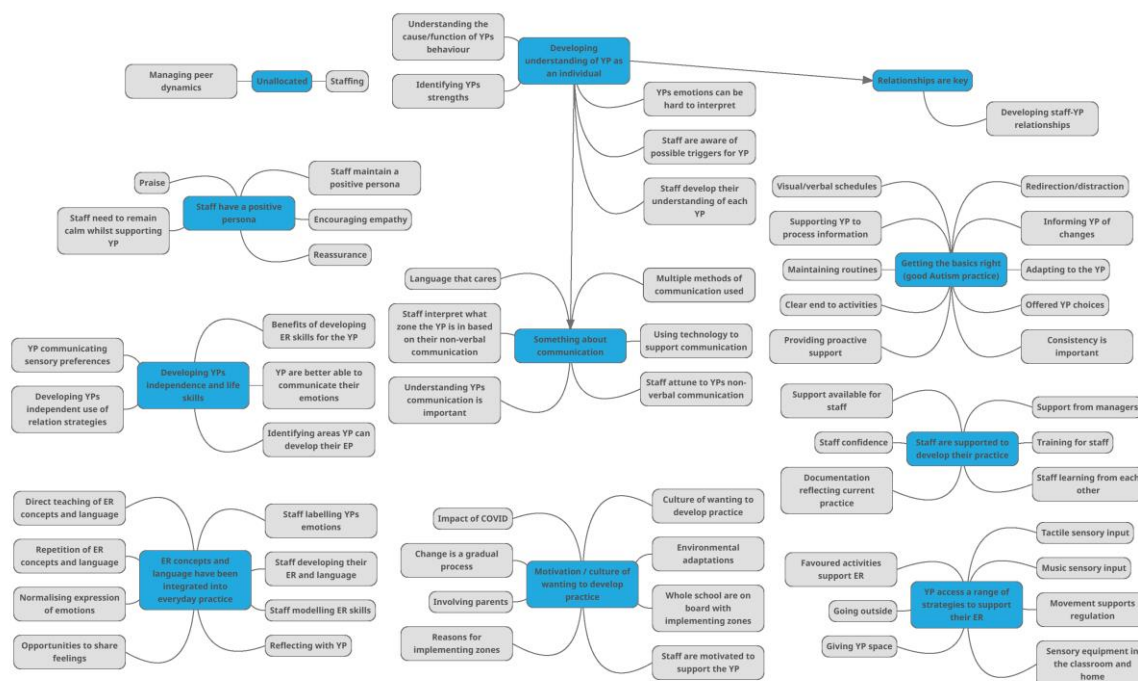 Understanding the
cause/function of YPs
behaviour
Identifying YPs
strengths
Developing
understanding of YP as
an individual
YPs emotions can be
hard to interpret
Staff are aware of
possible triggers for YP
Staff develop their
understanding of each
YP
Relationships are key
Developing staff-YP
relationships
Managing peer
dynamics
Unallocated
Staffing
Praise
Staff need to remain
calm whilst supporting
YP
Staff have a positive
persona
Staff maintain a
positive persona
Encouraging empathy
Reassurance
Visual/verbal schedules
Supporting YP to
process information
Maintaining routines
Clear end to activities
Providing proactive
support
Getting the basics right
(good Autism practice)
Redirection/distraction
Informing YP of
changes
Adapting to the YP
Offered YP choices
Consistency is
important
Language that cares
Staff interpret what
zone the YP is in based
on their non-verbal
communication
Understanding YPs
communication is
important
Something about
communication
Multiple methods of
communication used
Using technology to
support communication
Staff attune to YPs non-
verbal communication
YP communicating
sensory preferences
Developing YPs
independent use of
relation strategies
Developing YPs
independence and life
skills
Benefits of developing
ER skills for the YP
YP are better able to
communicate their
emotions
Identifying areas YP can
develop their EP
Support available for
staff
Staff confidence
Documentation
reflecting current
practice
Staff are supported to
develop their practice
Support from managers
Training for staff
Staff learning from each
other
Direct teaching of ER
concepts and language
Repetition of ER
concepts and language
Normalising expression
of emotions
Opportunities to share
feelings
ER concepts and
language have been
integrated into
everyday practice
Staff labelling YPs
emotions
Staff developing their
ER and language
Staff modelling ER skills
Reflecting with YP
Impact of COVID
Change is a gradual
process
Involving parents
Reasons for
implementing zones
Motivation / culture of
wanting to develop
practice
Culture of wanting to
develop practice
Environmental
adaptations
Whole school are on
board with
implementing zones
Staff are motivated to
support the YP
Favoured activities
support ER
Going outside
Giving YP space
YP access a range of
strategies to support
their ER
Tactile sensory input
Music sensory input
Movement supports
regulation
Sensory equipment in
the classroom and
home